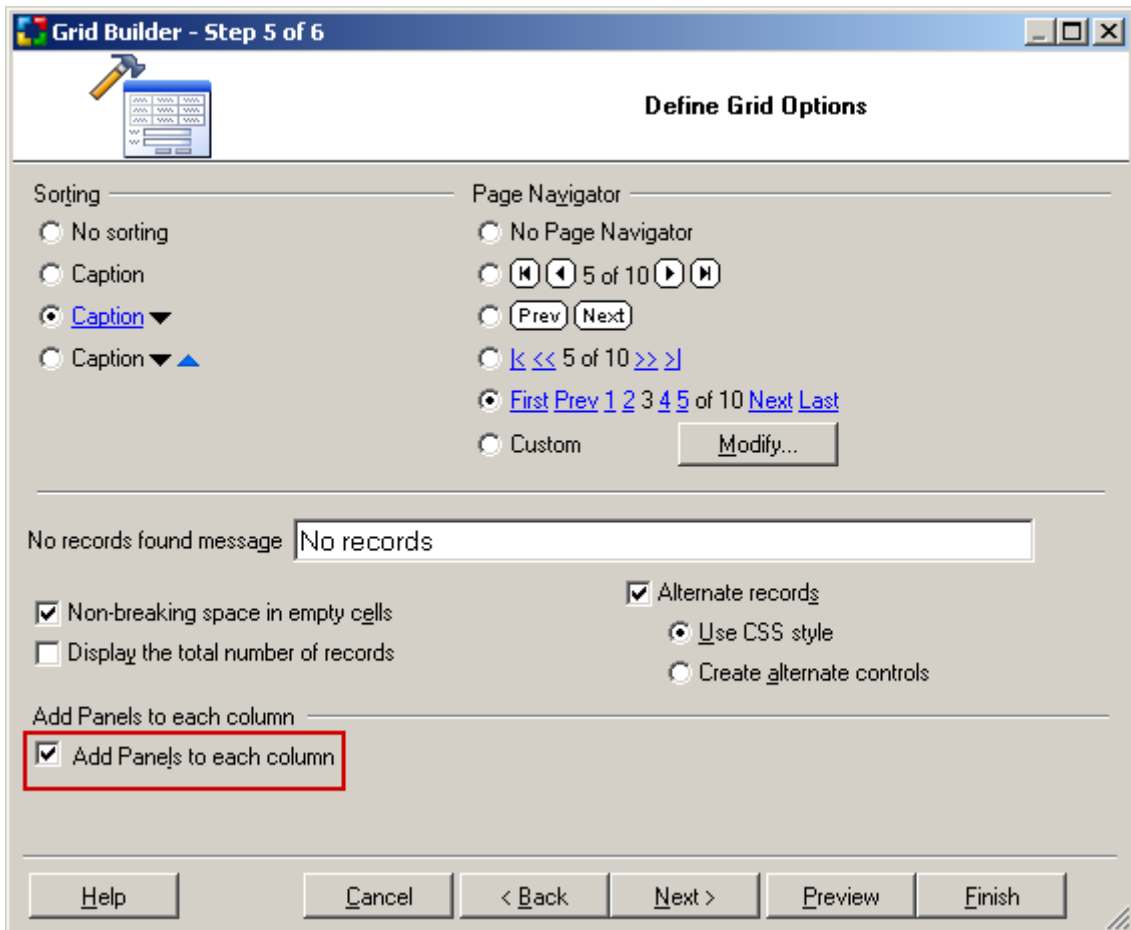 Grid Builder - Step 5 of 6
Define Grid Options
Sorting
No sorting
Caption
Caption
Caption
Page Navigator
No Page Navigator
5 of 10
Prev Next
|< << 5 of 10 >> >|
First Prev 1 2 3 4 5 of 10 Next Last
Custom Modify...
No records found message No records
Non-breaking space in empty cells
Display the total number of records
Alternate records
Use CSS style
Create alternate controls
Add Panels to each column
Add Panels to each column
Help Cancel < Back Next > Preview Finish